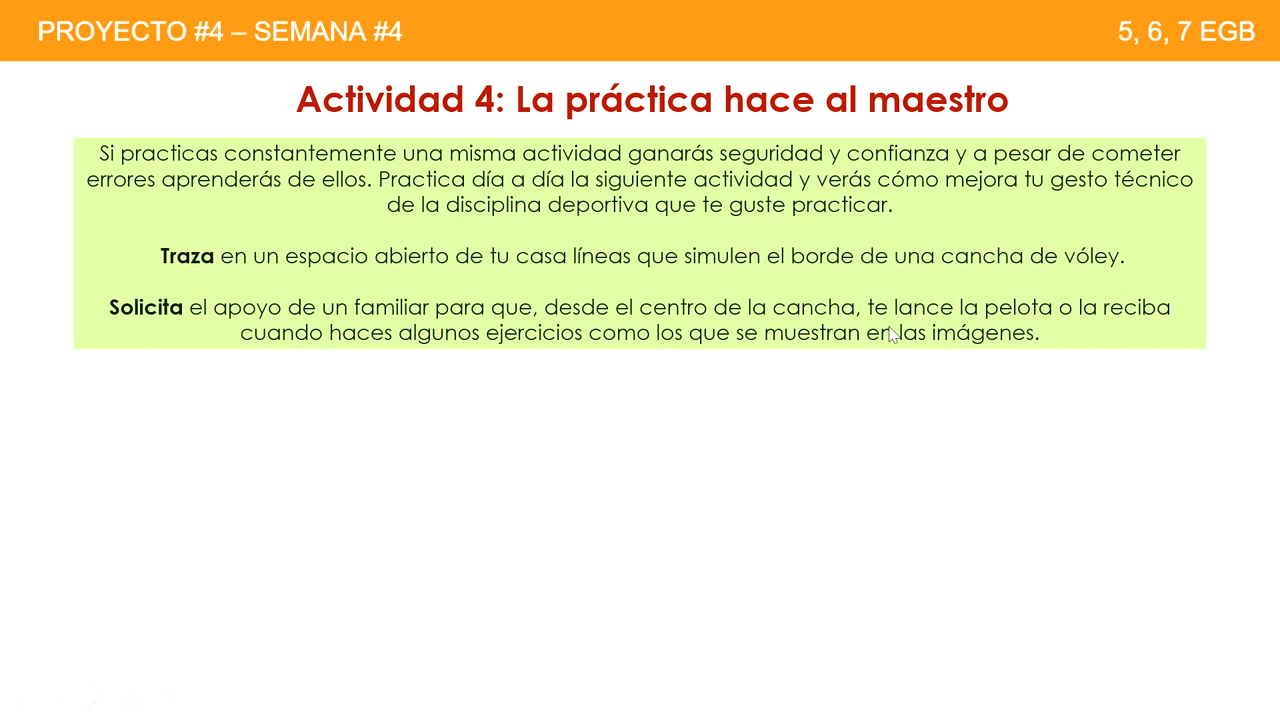 PROYECTO #4 – SEMANA #4
5, 6, 7 EGB
Actividad 4: La práctica hace al maestro
Si practicas constantemente una misma actividad ganarás seguridad y confianza y a pesar de cometer
errores aprenderás de ellos. Practica día a día la siguiente actividad y verás cómo mejora tu gesto técnico
de la disciplina deportiva que te guste practicar.
Traza en un espacio abierto de tu casa líneas que simulen el borde de una cancha de vóley.
Solicita el apoyo de un familiar para que, desde el centro de la cancha, te lance la pelota o la reciba
cuando haces algunos ejercicios como los que se muestran en las imágenes.